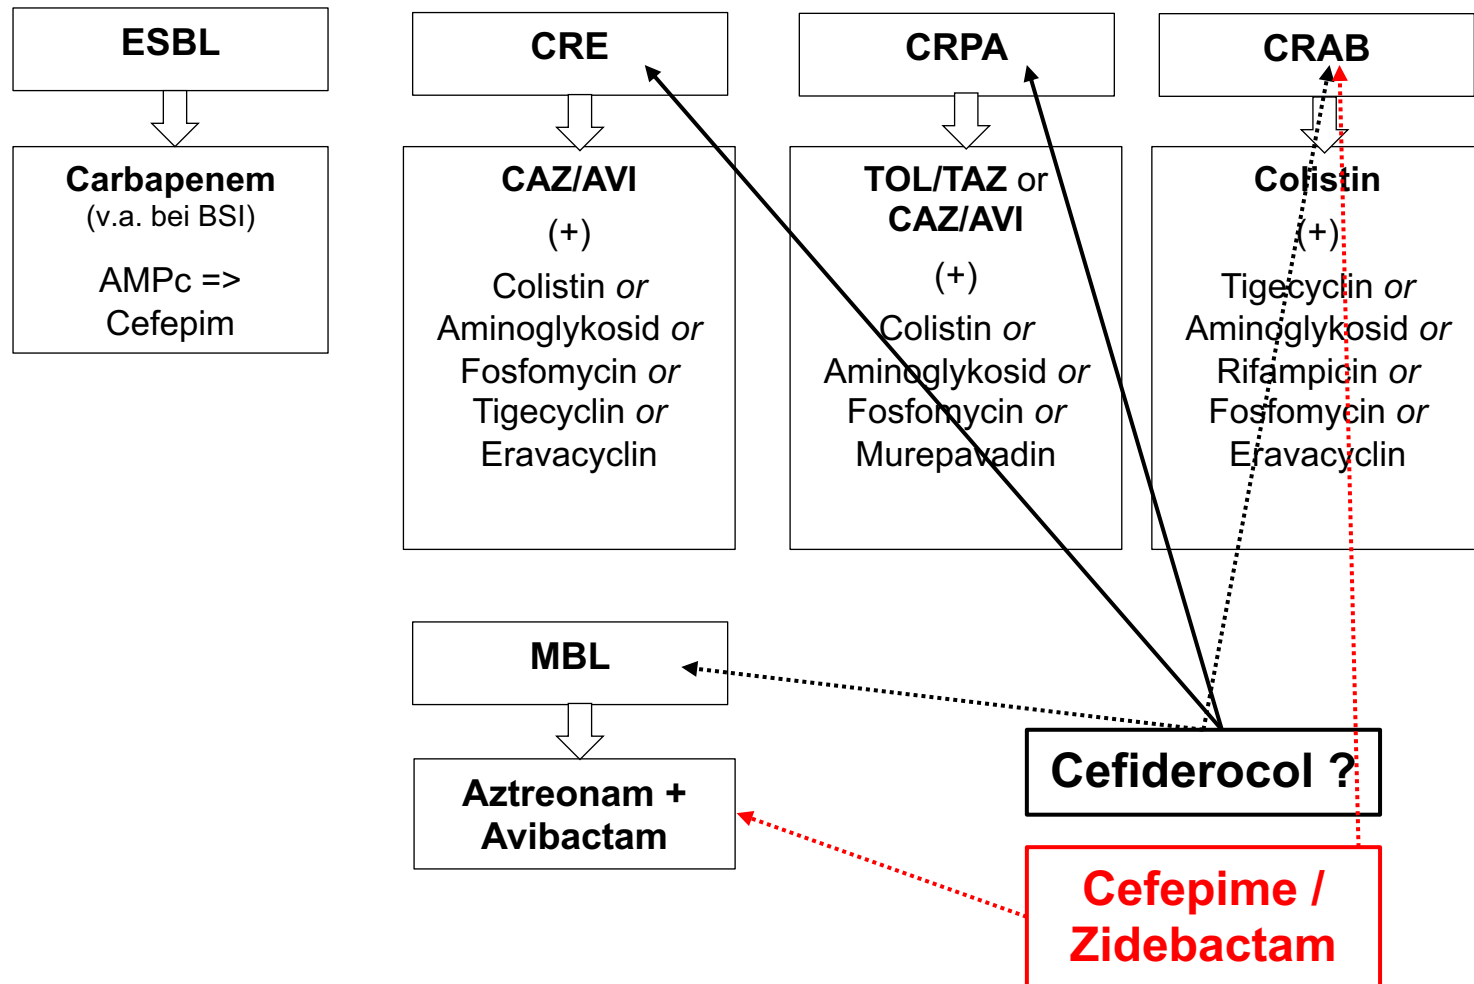 ESBL
Carbapenem
(v.a. bei BSI)
AMPc =>
Cefepim
CRE
CAZ/AVI
(+)
Colistin or
Aminoglykosid or
Fosfomycin or
Tigecyclin or
Eravacyclin
CRPA
TOL/TAZ or
CAZ/AVI
(+)
Colistin or
Aminoglykosid or
Fosfomycin or
Murepavadin
CRAB
Colistin
(+)
Tigecyclin or
Aminoglykosid or
Rifampicin or
Fosfomycin or
Eravacyclin
MBL
Aztreonam +
Avibactam
Cefiderocol ?
Cefepime /
Zidebactam